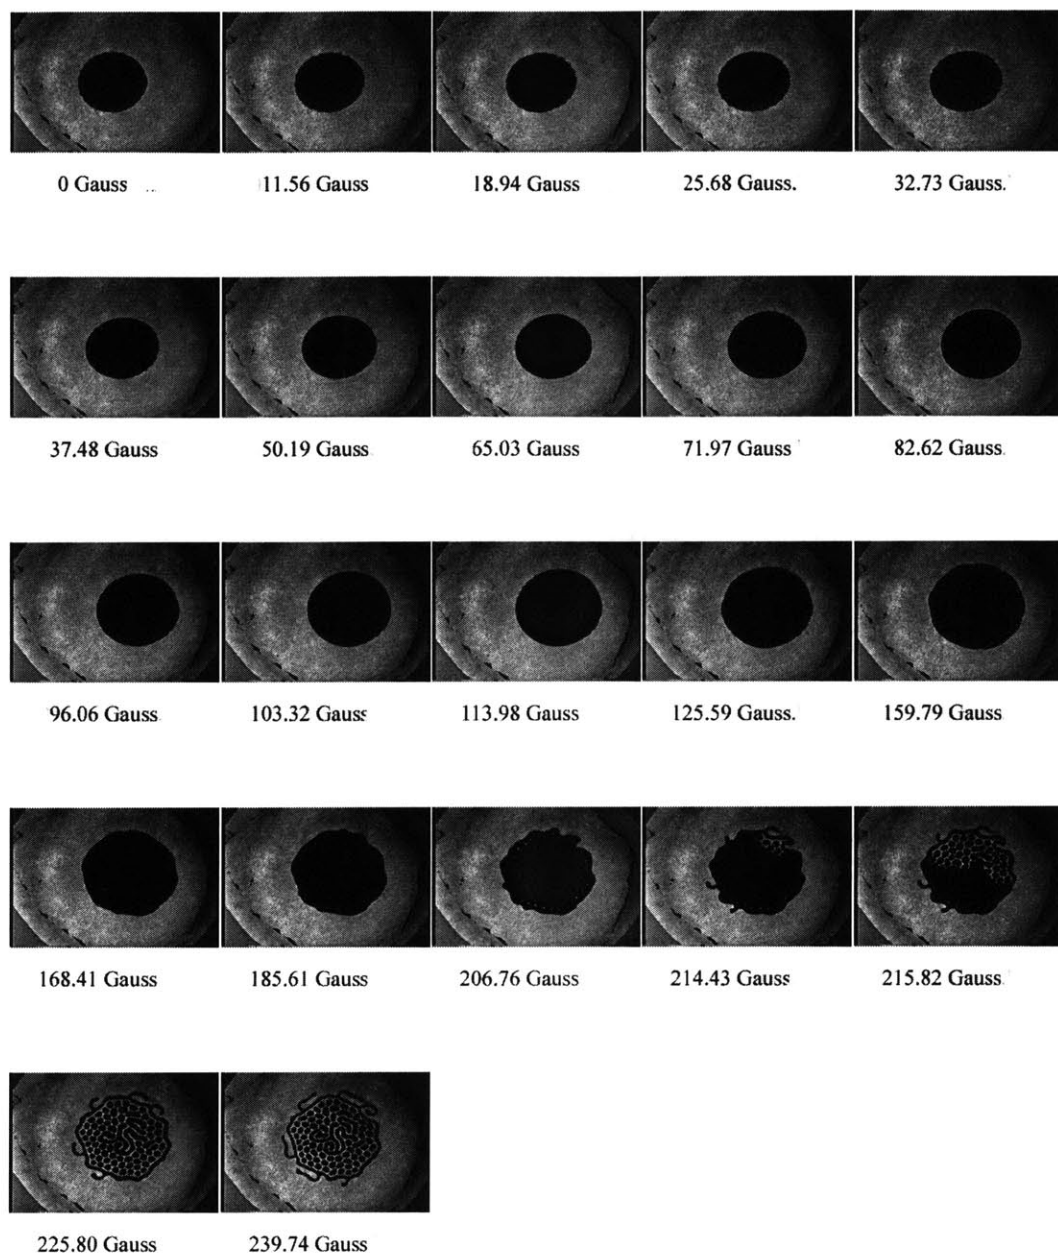 0 Gauss
11.56 Gauss
18.94 Gauss
25.68 Gauss.
32.73 Gauss.
37.48 Gauss
50.19 Gauss
65.03 Gauss
71.97 Gauss
82.62 Gauss
96.06 Gauss
103.32 Gauss
113.98 Gauss
125.59 Gauss.
159.79 Gauss
168.41 Gauss
185.61 Gauss
206.76 Gauss
214.43 Gauss
215.82 Gauss
225.80 Gauss
239.74 Gauss